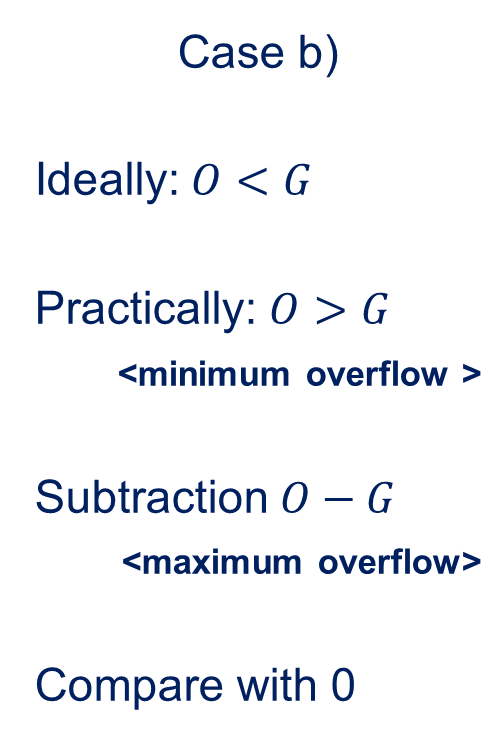 Case b)
Ideally: O < G
Practically: O > G
<minimum overflow >
Subtraction O − G
<maximum overflow>
Compare with 0